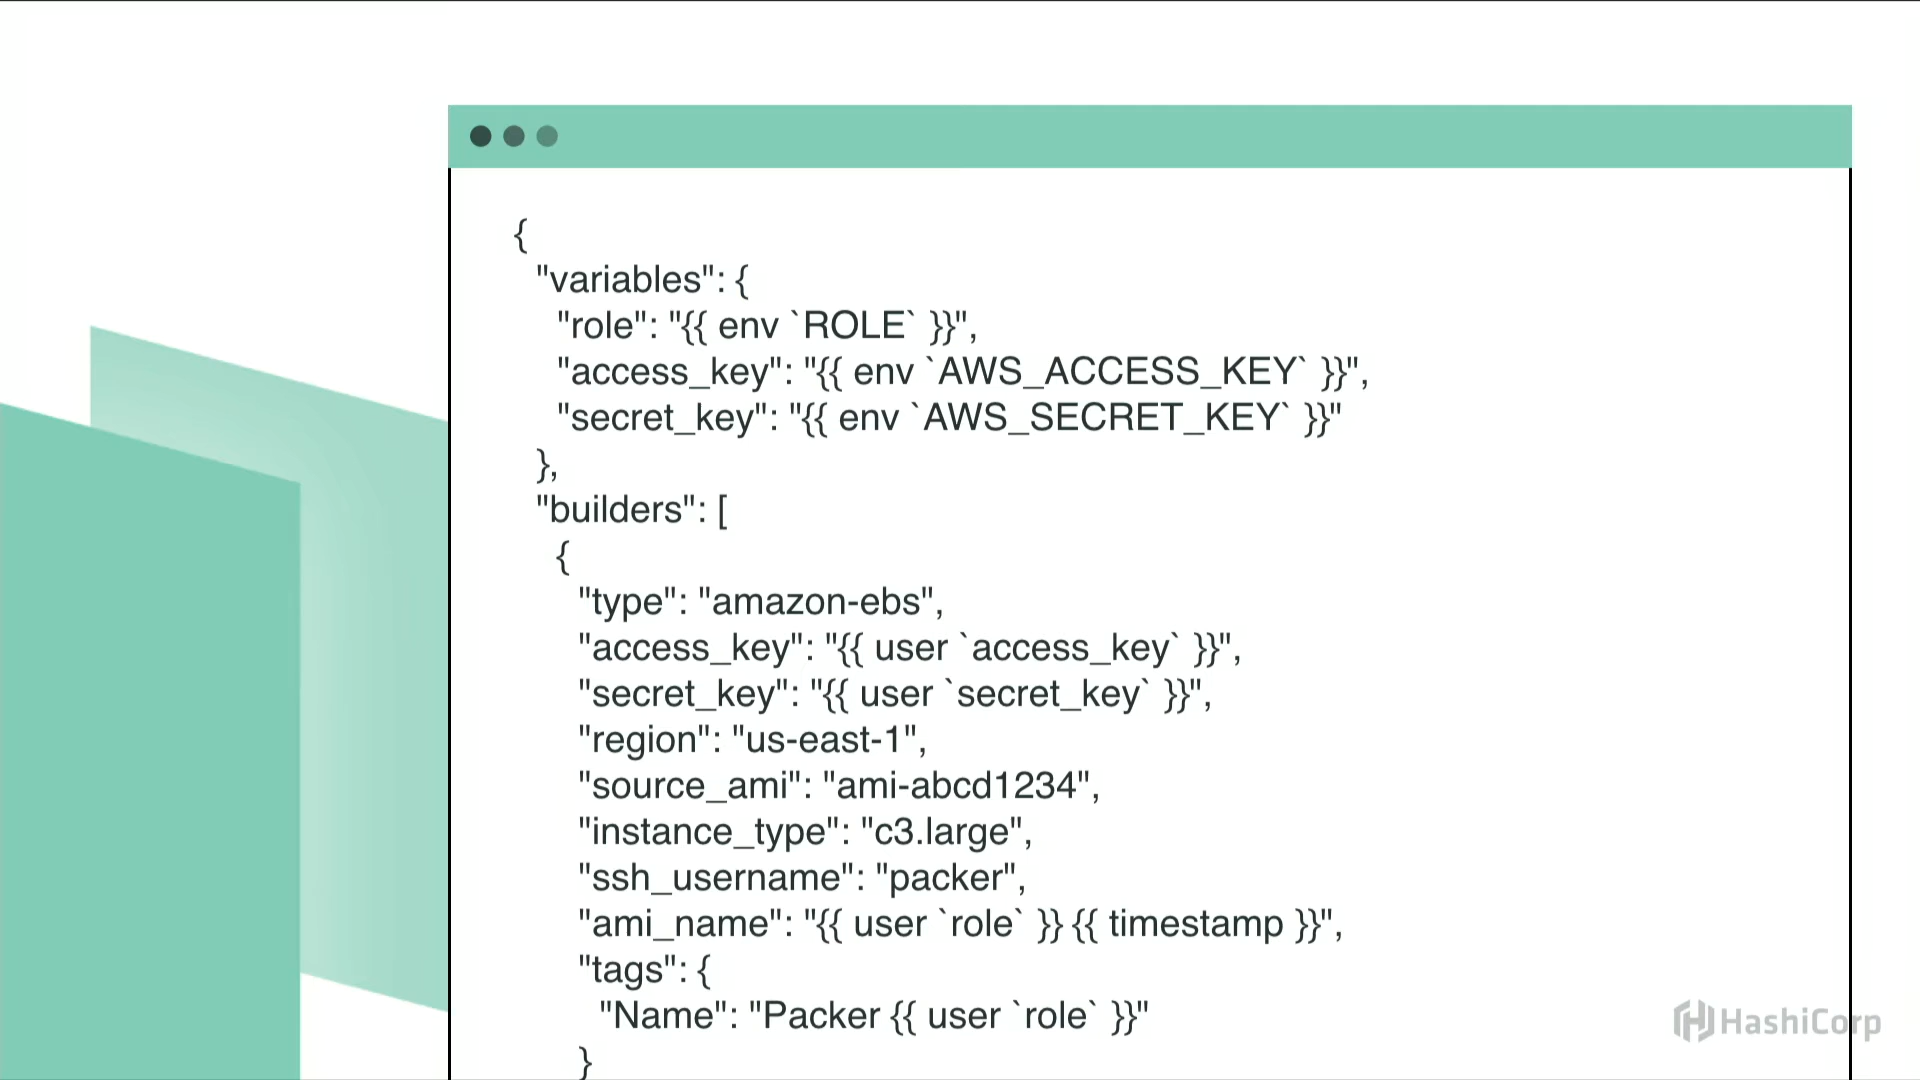 {
"variables": {
"role": "{{ env `ROLE` }}",
"access_key": "{{ env `AWS_ACCESS_KEY` }}",
"secret_key": "{{ env `AWS_SECRET_KEY` }}"
},
"builders": [
{
"type": "amazon-ebs",
"access_key": "{{ user `access_key` }}",
"secret_key": "{{ user `secret_key` }}",
"region": "us-east-1",
"source_ami": "ami-abcd1234",
"instance_type": "c3.large",
"ssh_username": "packer",
"ami_name": "{{ user `role` }} {{ timestamp }}",
"tags": {
"Name": "Packer {{ user `role` }}"
}
HashiCorp